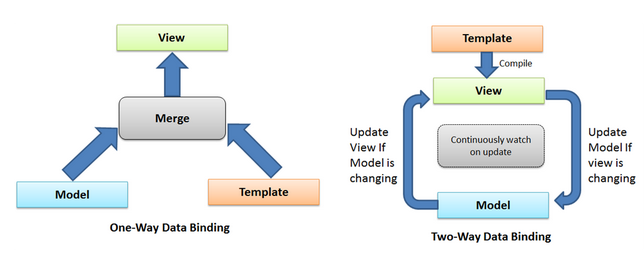 View
Merge
Model
Template
One-Way Data Binding
Template
Compile
View
Update
View If
Model is
changing
Continuously watch
on update
Update
Model If
view is
changing
Model
Two-Way Data Binding